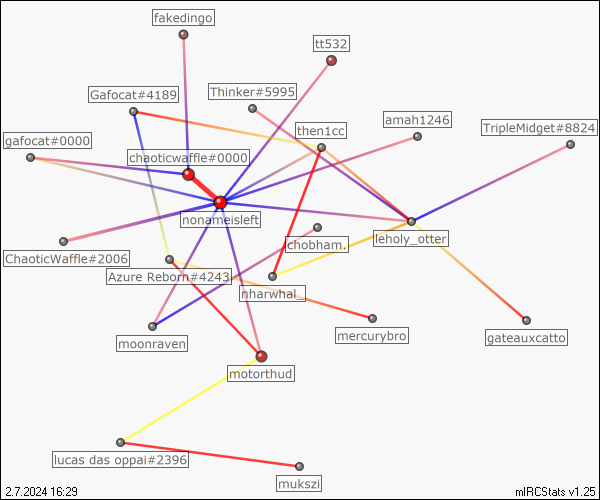 fakedingo
tt532
Gafocat#4189
Thinker#5995
amah1246
TripleMidget#8824
then1cc
gafocat#0000
chaoticwaffle#0000
nonameisleft
leholy_otter
chobham.
ChaoticWaffle#2006
Azure Reborn#4243
nharwhal_
mercurybro
gateauxcatto
moonraven
motorthud
lucas das oppai#2396
mukszi
2.7.2024 16:29
mIRCStats v1.25